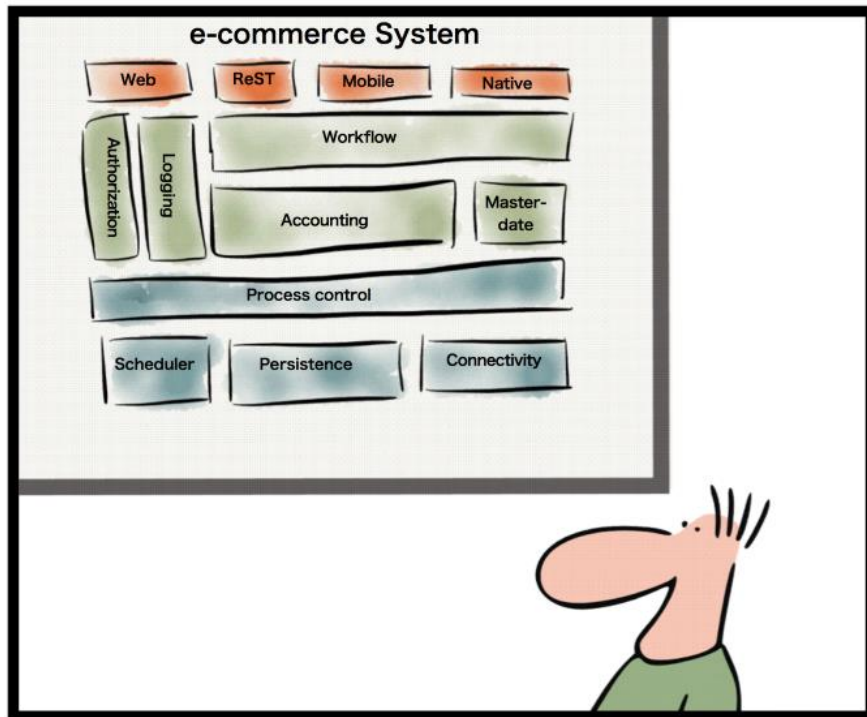 e-commerce System
Web ReST Mobile Native
Authorization
Logging
Workflow
Accounting
Master-
date
Process control
Scheduler Persistence Connectivity